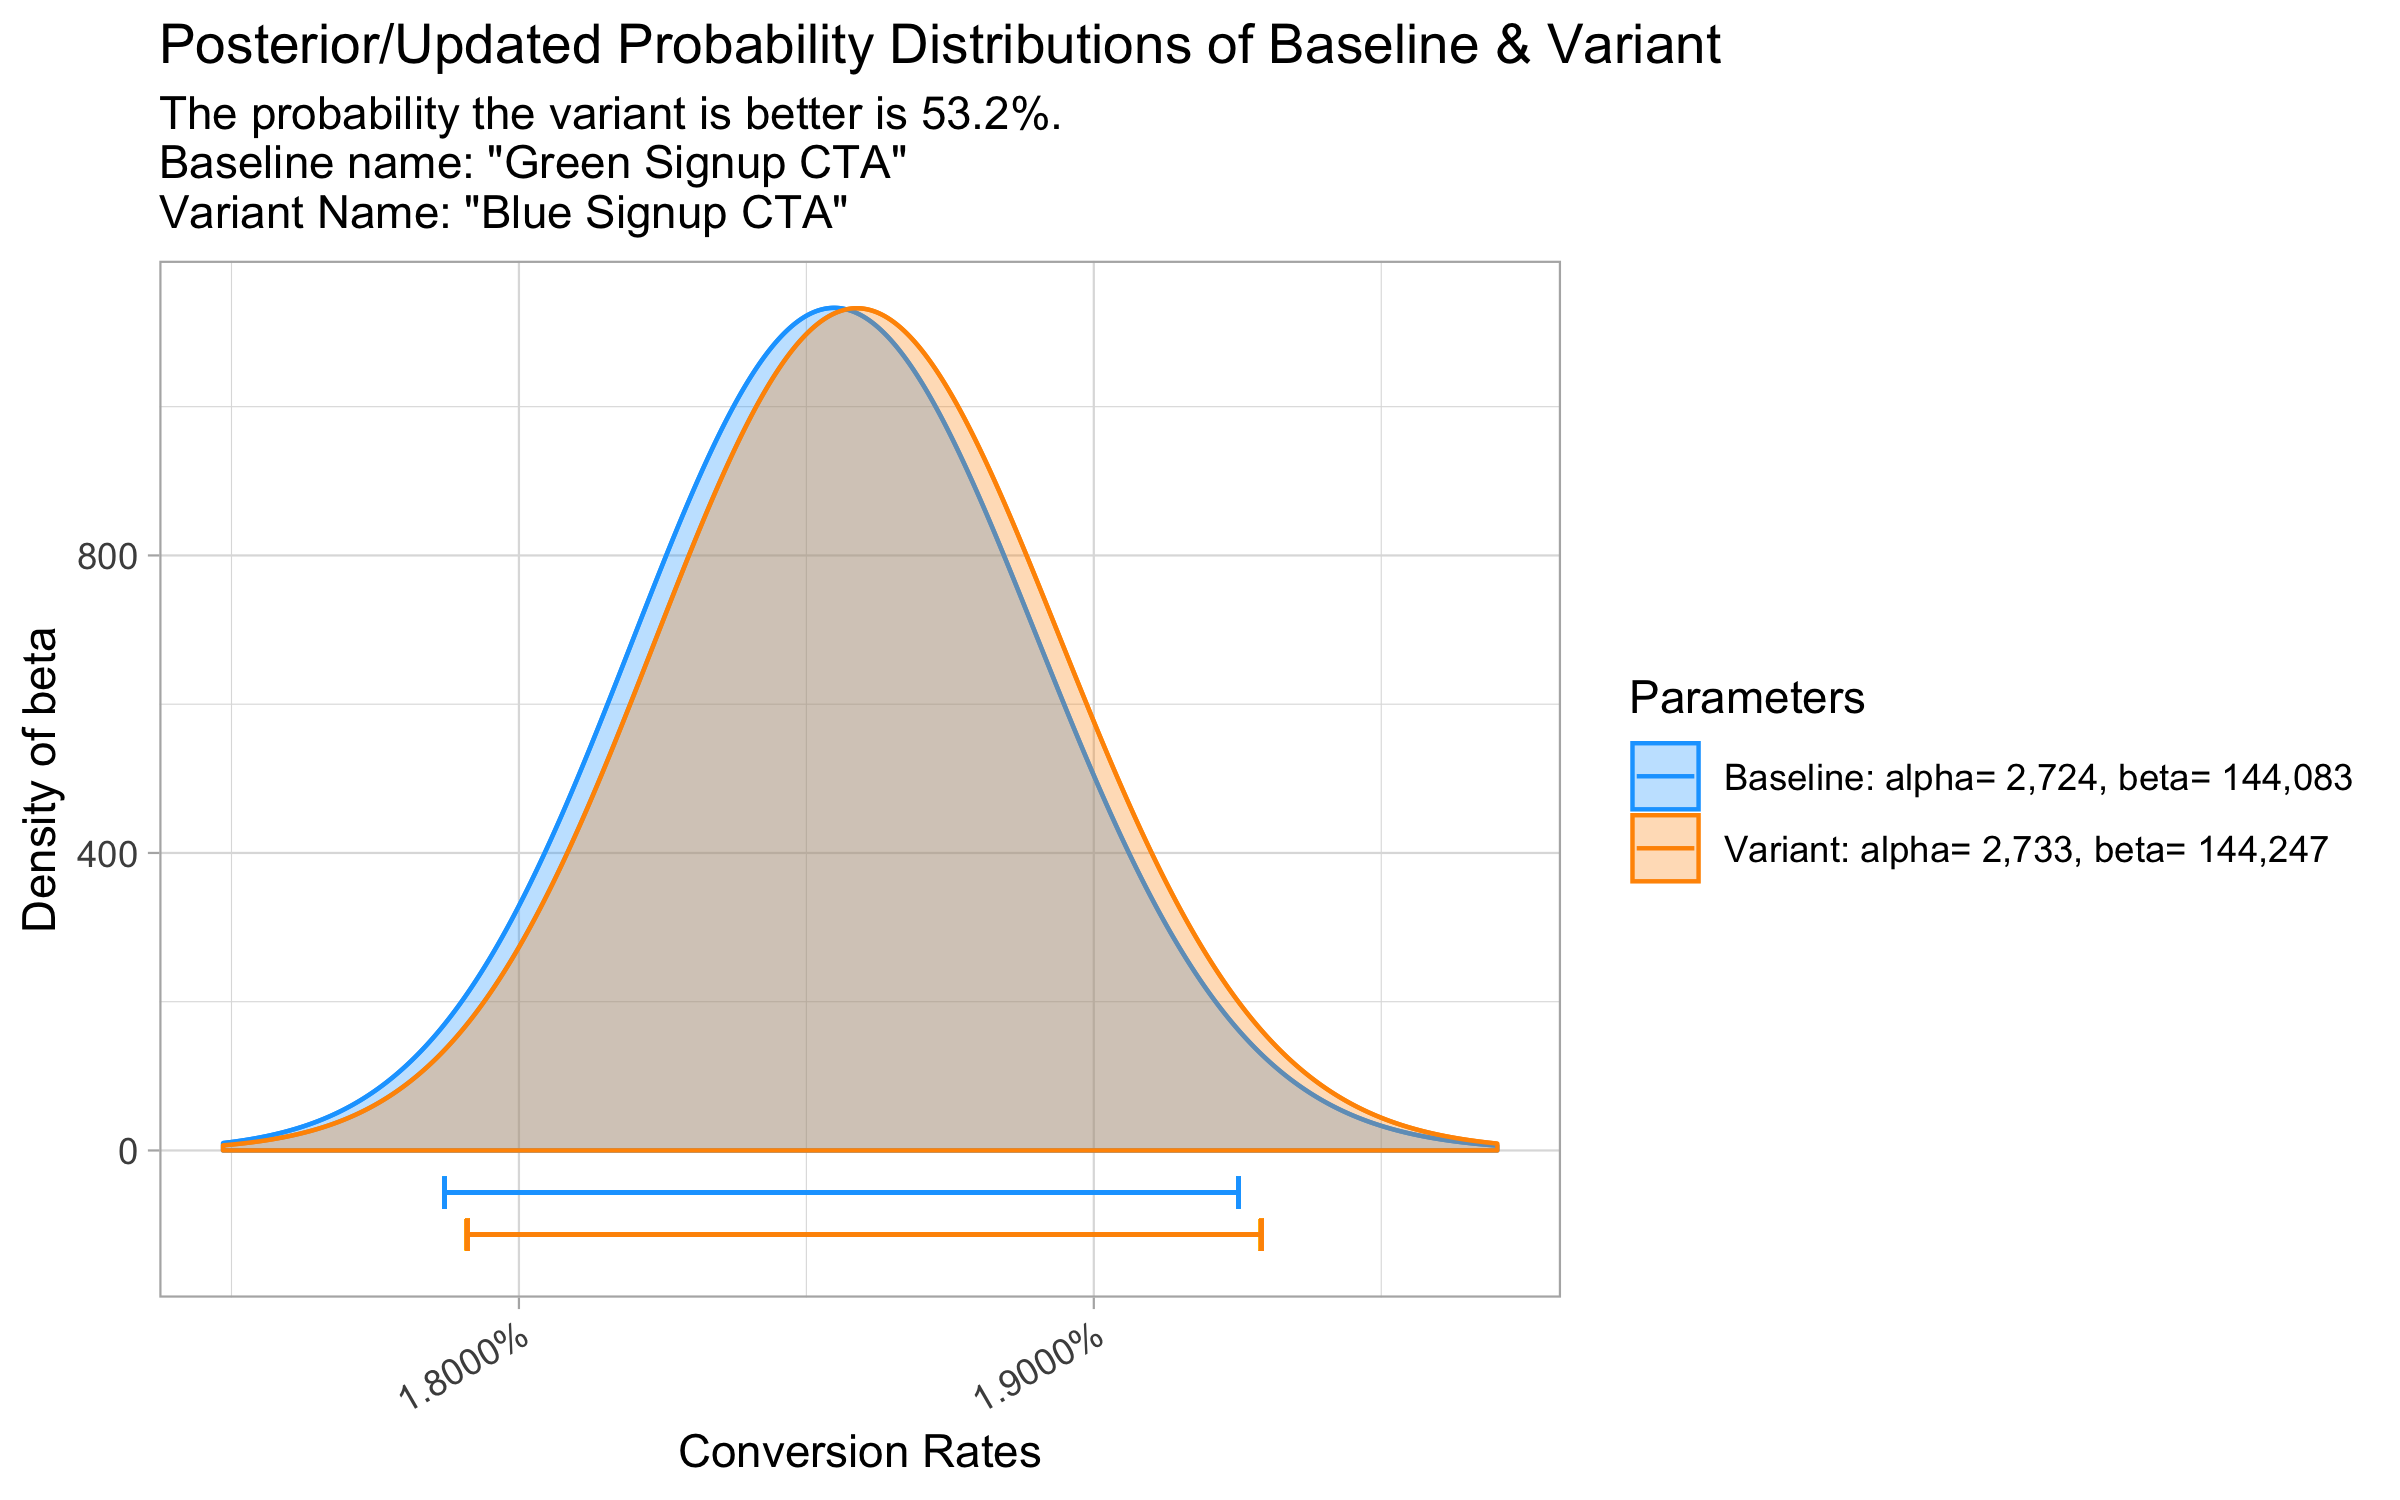 Posterior/Updated Probability Distributions of Baseline & Variant
The probability the variant is better is 53.2%.
Baseline name: "Green Signup CTA"
Variant Name: "Blue Signup CTA"
Density of beta
800
400
0
1.8000%
1.9000%
Conversion Rates
Parameters
Baseline: alpha= 2,724, beta= 144,083
Variant: alpha= 2,733, beta= 144,247